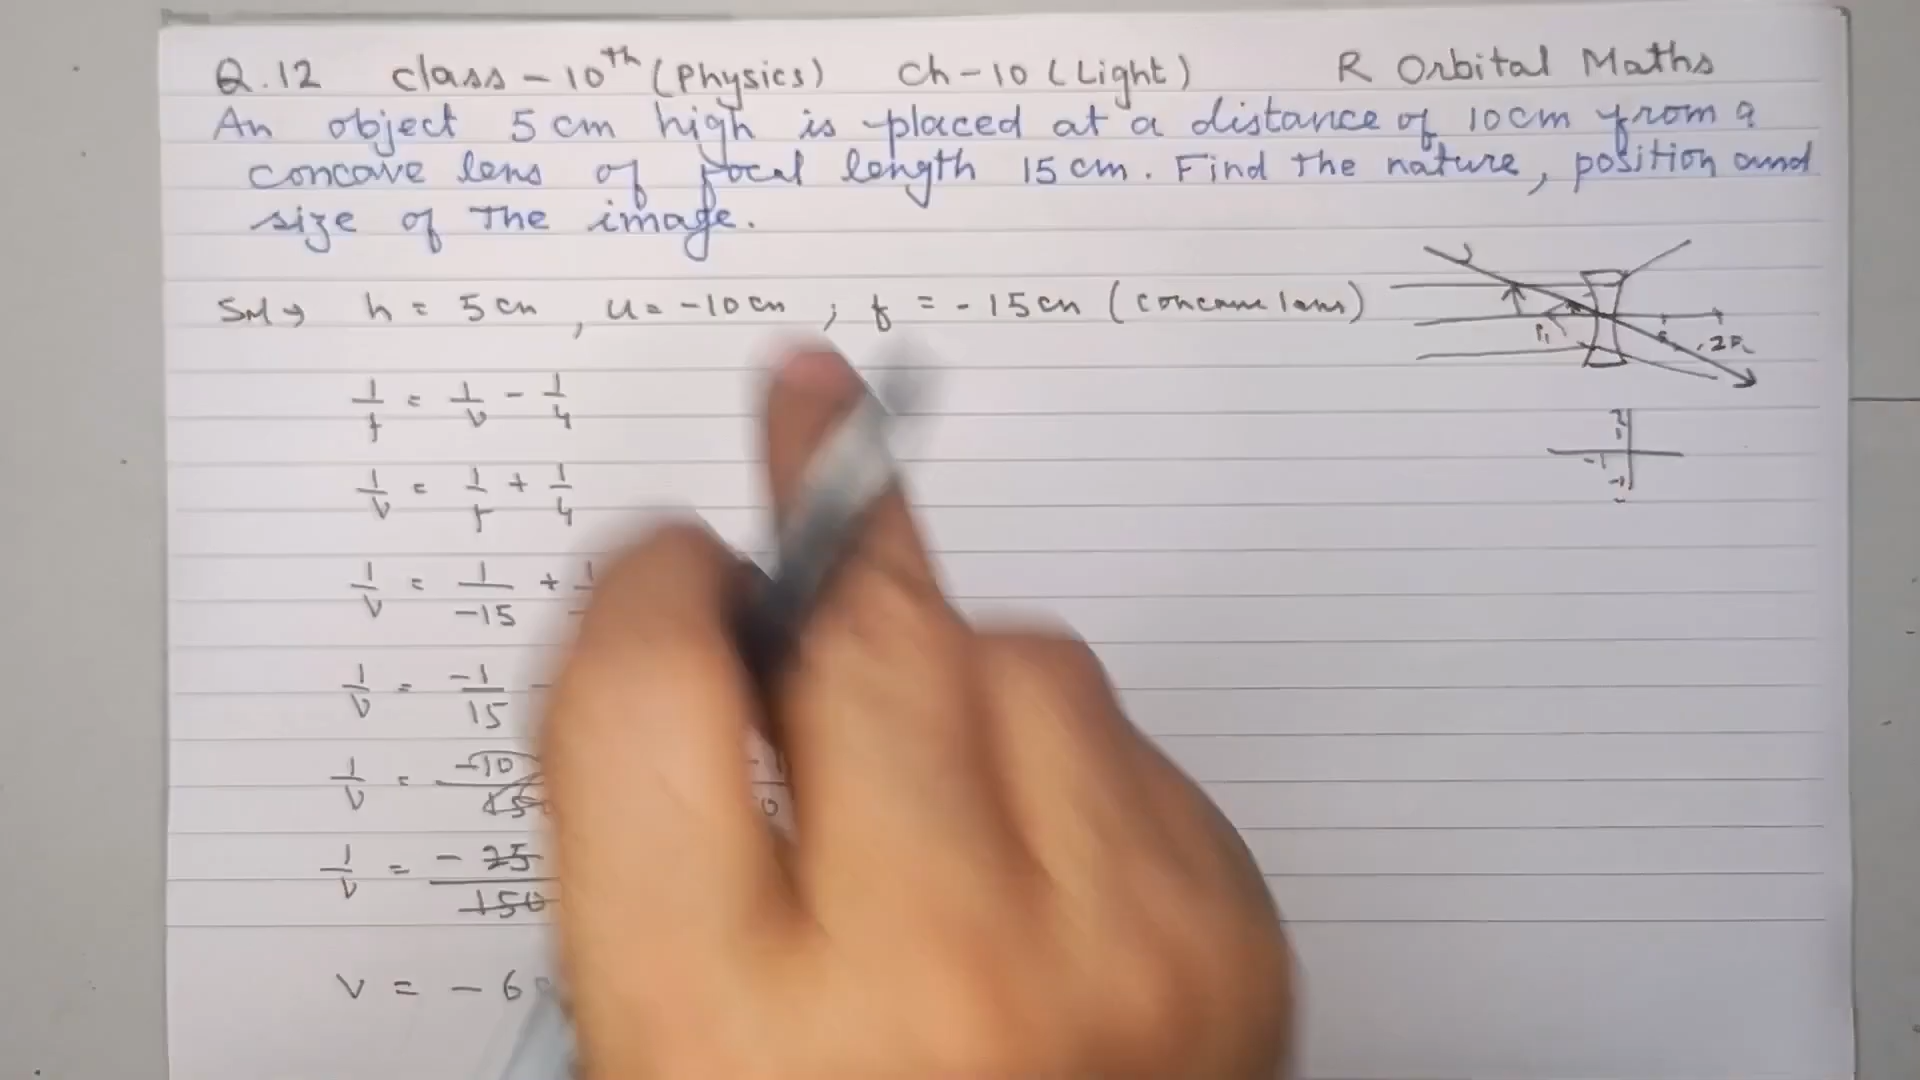 Q.12 class-10th (Physics) Ch-10 (Light) R Orbital Maths
An object 5 cm high is placed at a distance of 10 cm from a
concave lens of focal length 15 cm. Find the nature, position and
size of the image.
h = 5 cm, u = -10 cm ; f = -15 cm (concave lens)
1/f = 1/v - 1/u
1/v = 1/f + 1/u
1/v = 1/-15 + 1
1/v = -1/15 -
1/v = -10
1/v = -25/150
v = -6
2F